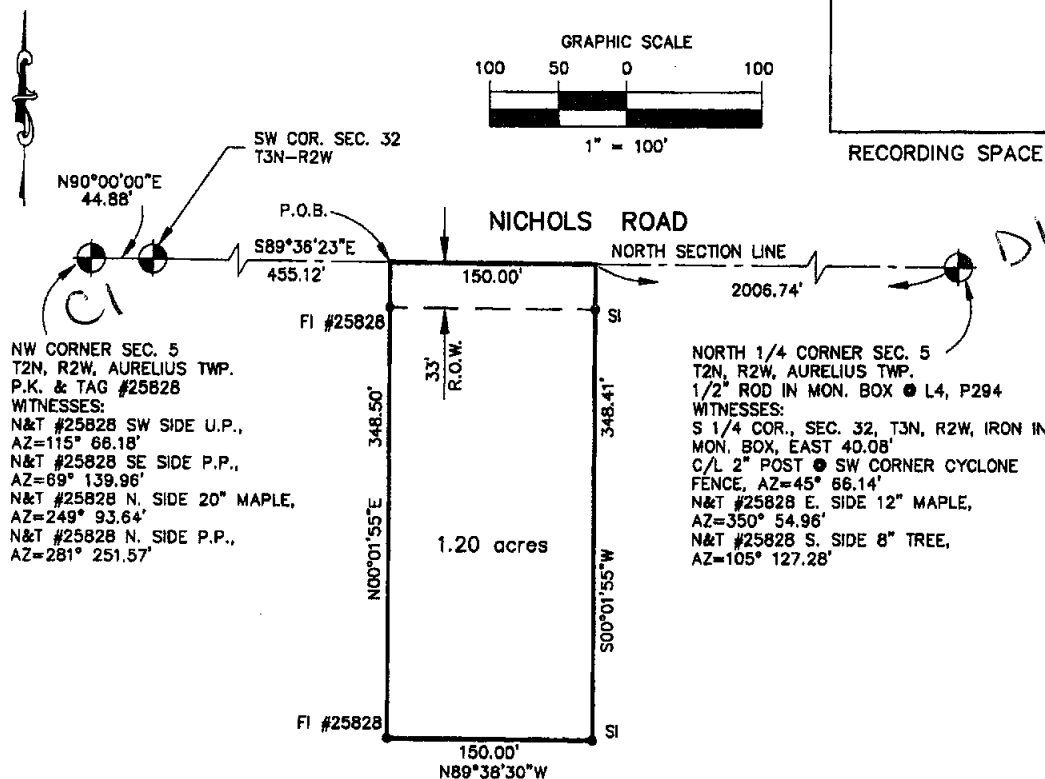 GRAPHIC SCALE
100 50 0 100
1" = 100'
RECORDING SPACE
SW COR. SEC. 32
T3N-R2W
N90°00'00"E
44.88'
P.O.B.
NICHOLS ROAD
S89°36'23"E
455.12'
150.00'
NORTH SECTION LINE
2006.74'
C1
D1
FI #25828
SI
33'
R.O.W.
NW CORNER SEC. 5
T2N, R2W, AURELIUS TWP.
P.K. & TAG #25828
WITNESSES:
N&T #25828 SW SIDE U.P.,
AZ=115° 66.18'
N&T #25828 SE SIDE P.P.,
AZ=69° 139.96'
N&T #25828 N. SIDE 20" MAPLE,
AZ=249° 93.64'
N&T #25828 N. SIDE P.P.,
AZ=281° 251.57'
348.50'
N00°01'55"E
1.20 acres
348.41'
S00°01'55"W
NORTH 1/4 CORNER SEC. 5
T2N, R2W, AURELIUS TWP.
1/2" ROD IN MON. BOX @ L4, P294
WITNESSES:
S 1/4 COR., SEC. 32, T3N, R2W, IRON IN
MON. BOX, EAST 40.08'
C/L 2" POST @ SW CORNER CYCLONE
FENCE, AZ=45° 66.14'
N&T #25828 E. SIDE 12" MAPLE,
AZ=350° 54.96'
N&T #25828 S. SIDE 8" TREE,
AZ=105° 127.28'
FI #25828
SI
150.00'
N89°38'30"W